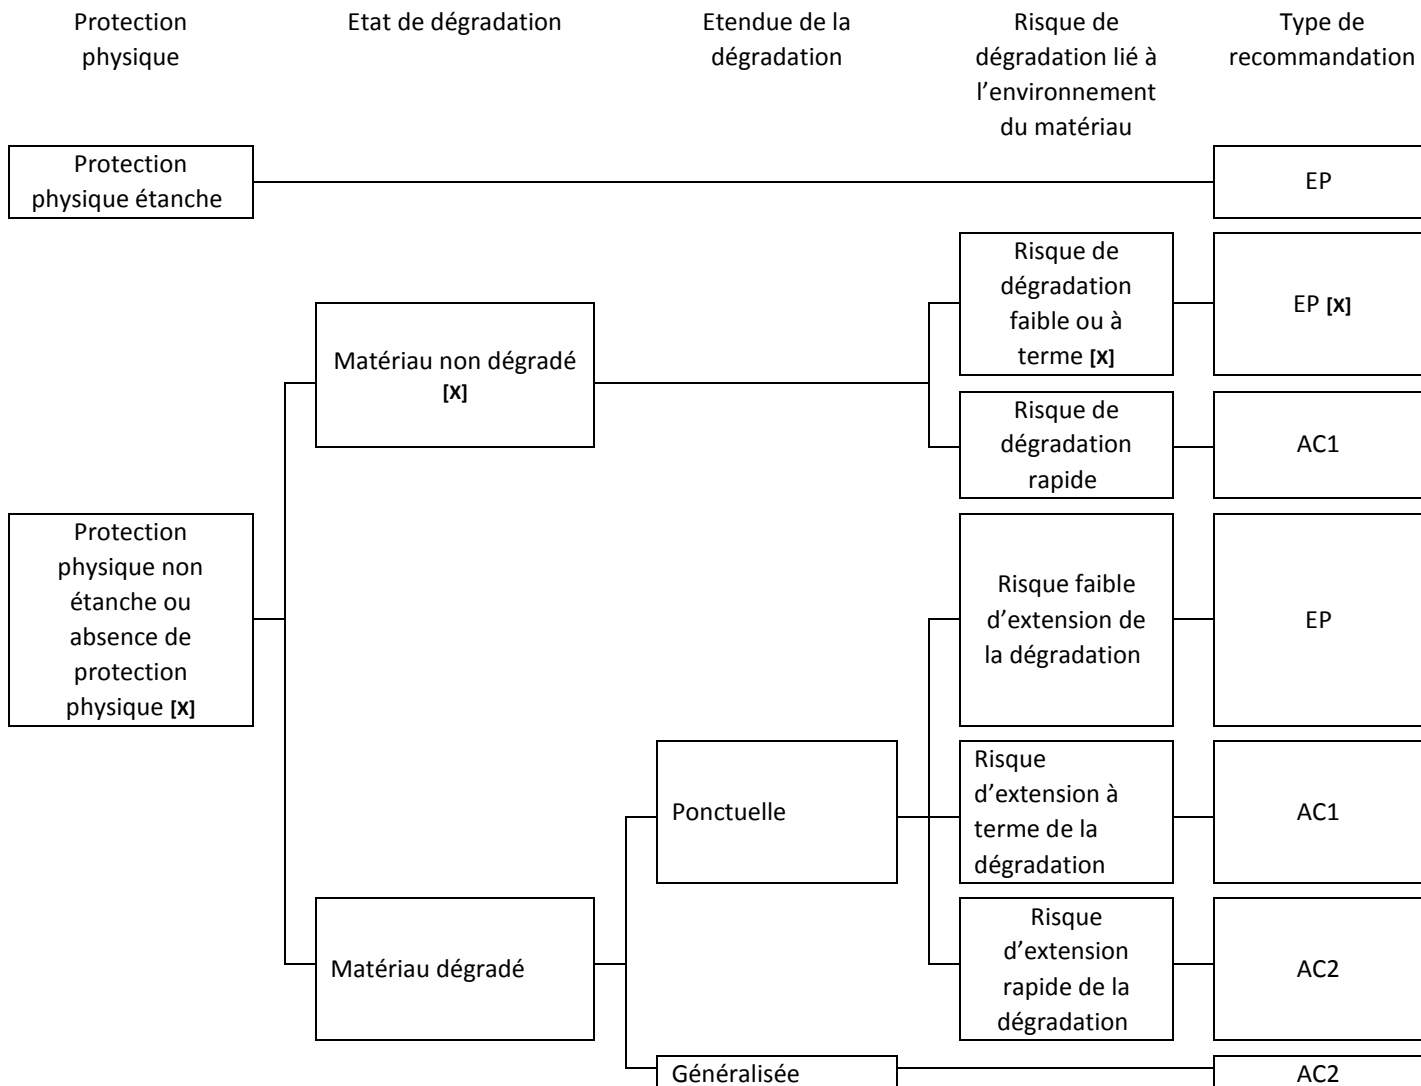 Protection
physique
Etat de dégradation
Etendue de la
dégradation
Risque de
dégradation lié à
l’environnement
du matériau
Type de
recommandation
Protection
physique étanche
EP
Risque de
dégradation
faible ou à
terme [X]
EP [X]
Matériau non dégradé
[X]
Risque de
dégradation
rapide
AC1
Protection
physique non
étanche ou
absence de
protection
physique [X]
Risque faible
d’extension de
la dégradation
EP
Ponctuelle
Risque
d’extension à
terme de la
dégradation
AC1
Matériau dégradé
Risque
d’extension
rapide de la
dégradation
AC2
Généralisée
AC2